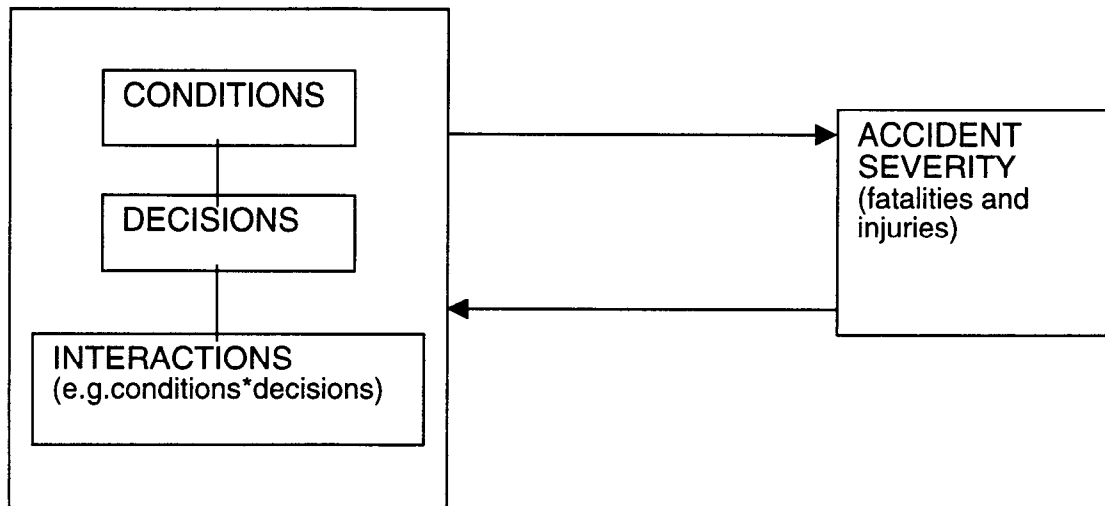 CONDITIONS
DECISIONS
INTERACTIONS
(e.g.conditions*decisions)
ACCIDENT
SEVERITY
(fatalities and
injuries)